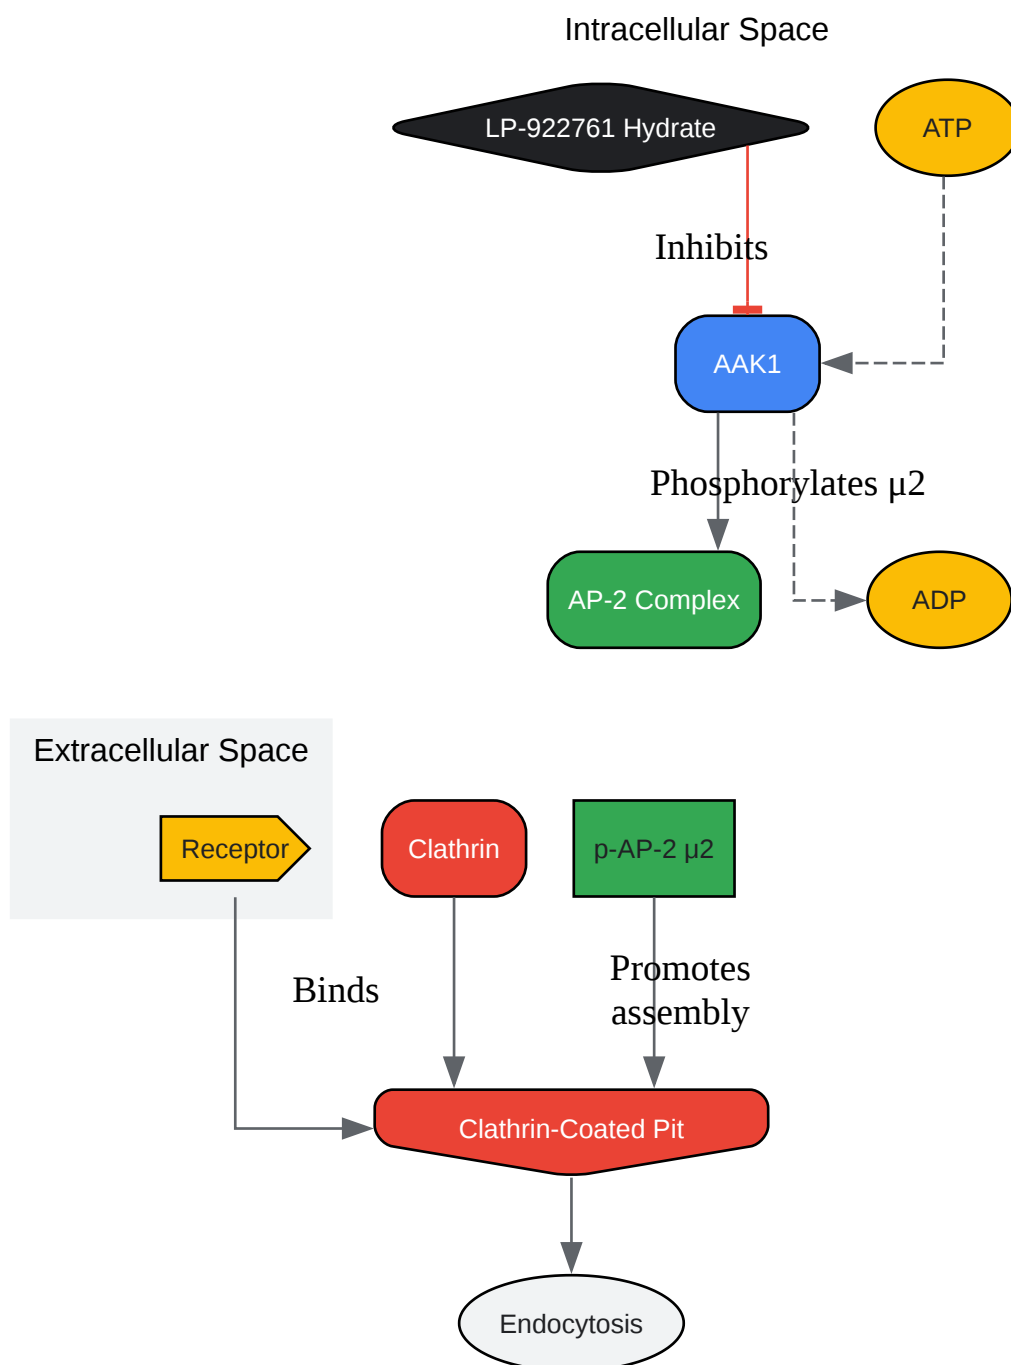 Intracellular Space
LP-922761 Hydrate
ATP
Inhibits
AAK1
Phosphorylates μ2
AP-2 Complex
ADP
Extracellular Space
Receptor
Clathrin
p-AP-2 μ2
Binds
Promotes
assembly
Clathrin-Coated Pit
Endocytosis